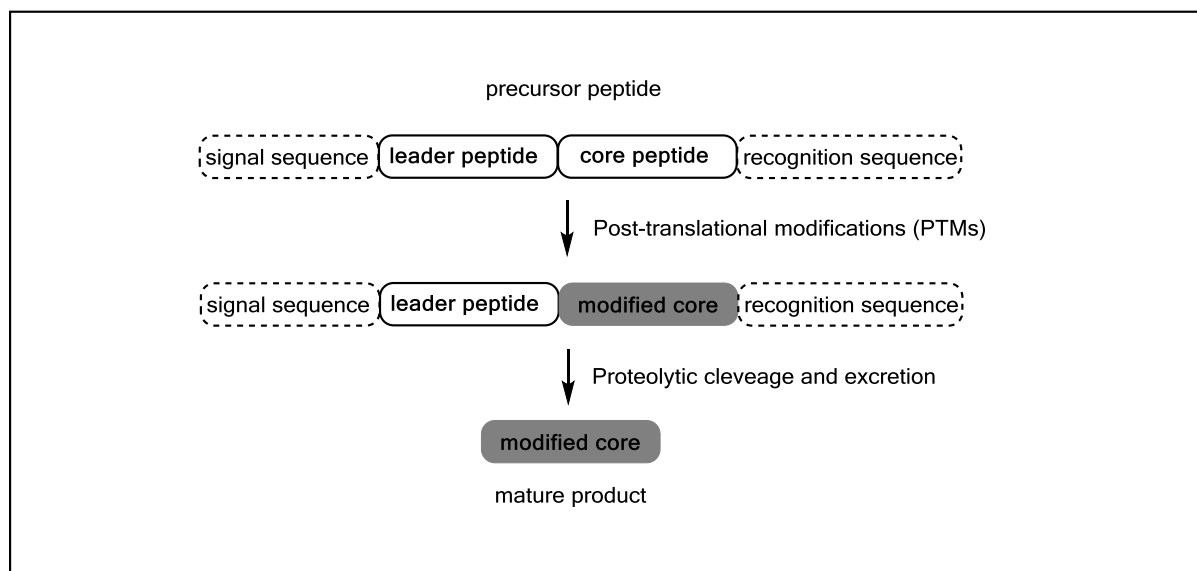 precursor peptide
signal sequence leader peptide core peptide recognition sequence
Post-translational modifications (PTMs)
signal sequence leader peptide modified core recognition sequence
Proteolytic cleveage and excretion
modified core
mature product